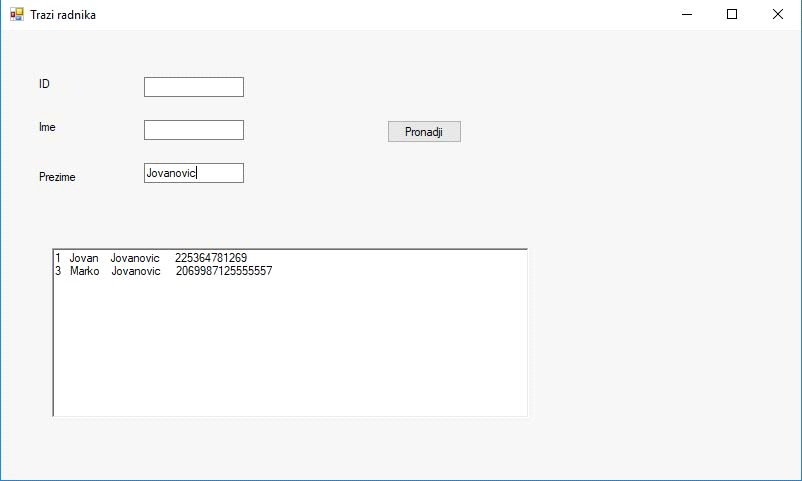 Trazi radnika
ID
Ime
Pronadji
Prezime
Jovanovic
1 Jovan Jovanovic 225364781269
3 Marko Jovanovic 2069987125555557